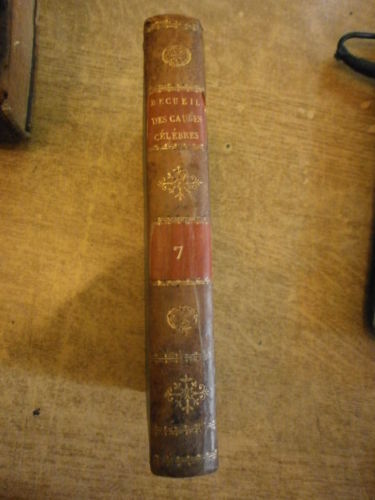 RECUEIL
DES CAUSES
CÉLÈBRES
7